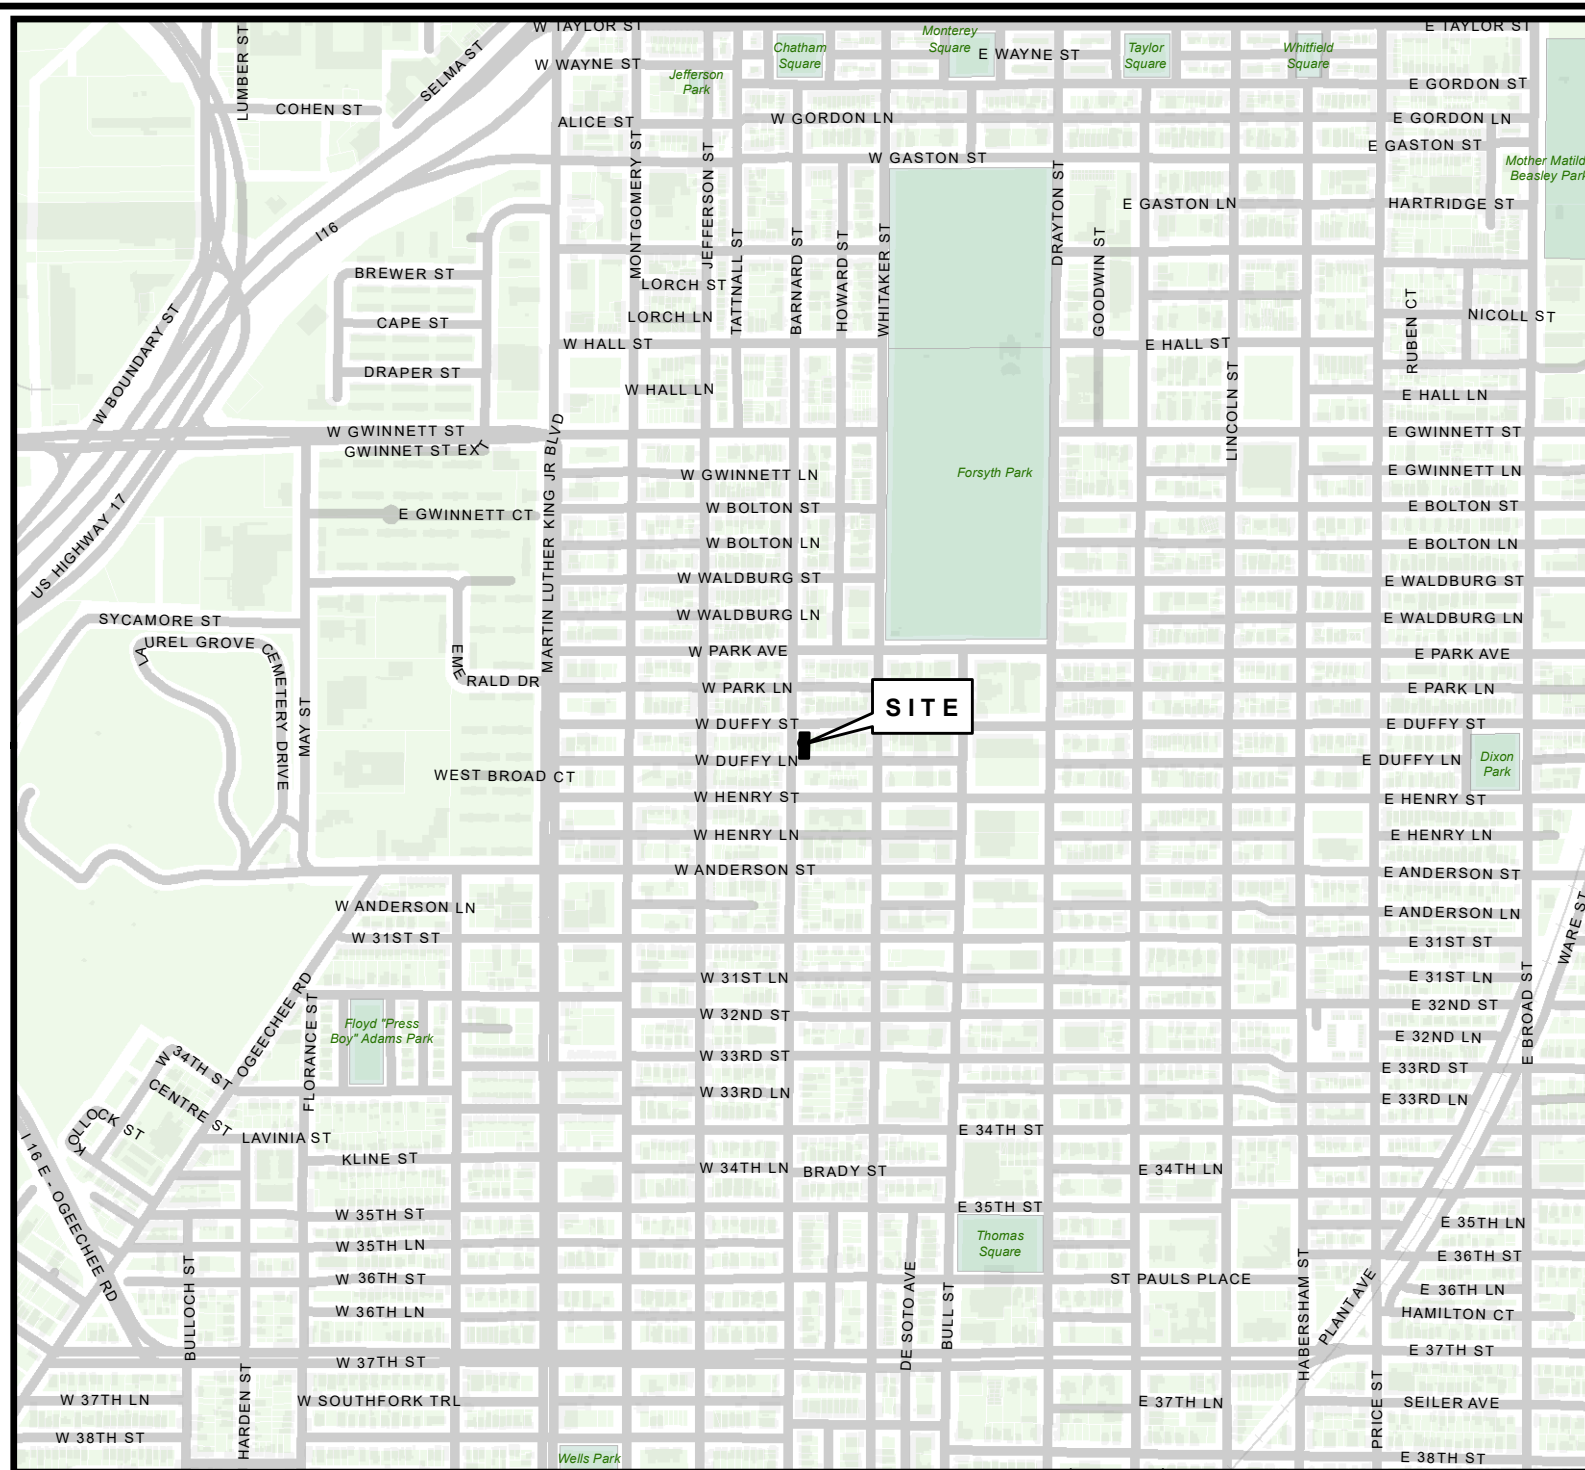 W TAYLOR ST
E TAYLOR ST
LUMBER ST
SELMA ST
Chatham
Square
Monterey
Square
E WAYNE ST
Taylor
Square
Whitfield
Square
W WAYNE ST
Jefferson
Park
E GORDON ST
COHEN ST
ALICE ST
W GORDON LN
E GORDON LN
E GASTON ST
W GASTON ST
Mother Matild
Beasley Park
MONTGOMERY ST
JEFFERSON ST
TATTNALL ST
BARNARD ST
HOWARD ST
WHITAKER ST
DRAYTON ST
GOODWIN ST
E GASTON LN
HARTRIDGE ST
I16
BREWER ST
LORCH ST
LORCH LN
CAPE ST
RUBEN CT
NICOLL ST
W HALL ST
E HALL ST
W BOUNDARY ST
DRAPER ST
W HALL LN
LINCOLN ST
E HALL LN
W GWINNETT ST
GWINNET ST EXT
E GWINNETT ST
MARTIN LUTHER KING JR BLVD
W GWINNETT LN
Forsyth Park
E GWINNETT LN
US HIGHWAY 17
E GWINNETT CT
W BOLTON ST
E BOLTON ST
W BOLTON LN
E BOLTON LN
W WALDBURG ST
E WALDBURG ST
SYCAMORE ST
W WALDBURG LN
E WALDBURG LN
LAUREL GROVE CEMETERY DRIVE
EMERALD DR
W PARK AVE
E PARK AVE
MAY ST
W PARK LN
E PARK LN
SITE
W DUFFY ST
E DUFFY ST
W DUFFY LN
E DUFFY LN
Dixon
Park
WEST BROAD CT
W HENRY ST
E HENRY ST
W HENRY LN
E HENRY LN
W ANDERSON ST
E ANDERSON ST
W ANDERSON LN
E ANDERSON LN
WARE ST
W 31ST ST
E 31ST ST
W 31ST LN
E 31ST LN
OGEECHEE RD
FLORANCE ST
E BROAD ST
W 32ND ST
E 32ND ST
Floyd "Press
Boy" Adams Park
E 32ND LN
W 34TH ST
W 33RD ST
E 33RD ST
CENTRE ST
W 33RD LN
E 33RD LN
KOLLOCK ST
LAVINIA ST
E 34TH ST
I 16 E - OGEECHEE RD
KLINE ST
W 34TH LN
BRADY ST
E 34TH LN
W 35TH ST
E 35TH ST
E 35TH LN
Thomas
Square
W 35TH LN
E 36TH ST
BULLOCH ST
W 36TH ST
DE SOTO AVE
BULL ST
ST PAULS PLACE
HABERSHAM ST
PLANT AVE
E 36TH LN
W 36TH LN
HAMILTON CT
W 37TH ST
E 37TH ST
HARDEN ST
PRICE ST
W 37TH LN
W SOUTHFORK TRL
E 37TH LN
SEILER AVE
W 38TH ST
Wells Park
E 38TH ST